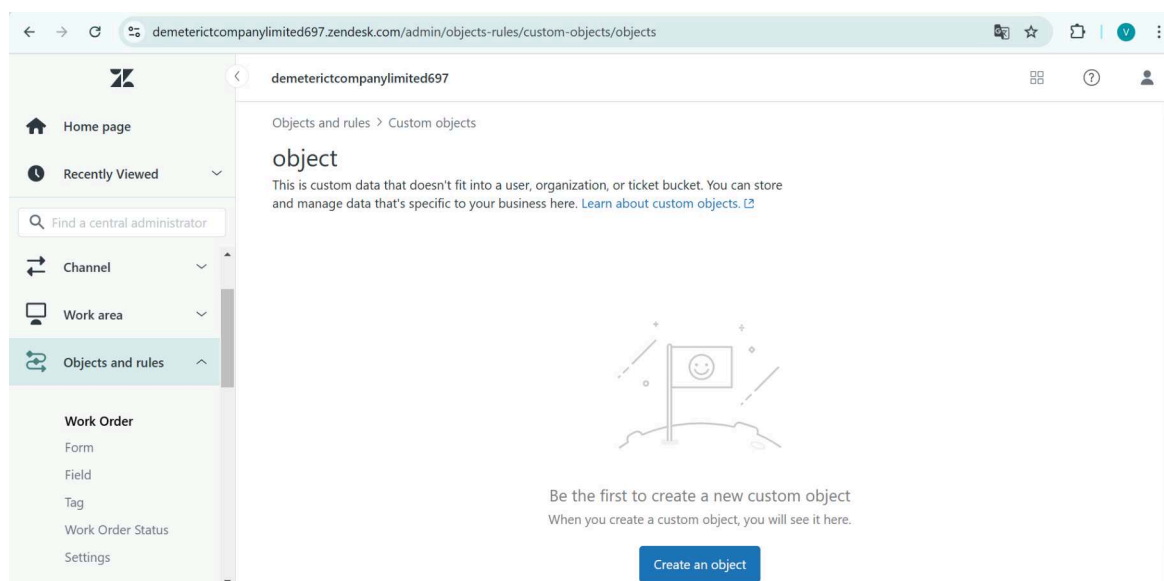 demeterictcompanylimited697.zendesk.com/admin/objects-rules/custom-objects/objects
V
demeterictcompanylimited697
Home page
Recently Viewed
Find a central administrator
Channel
Work area
Objects and rules
Work Order
Form
Field
Tag
Work Order Status
Settings
Objects and rules > Custom objects
object
This is custom data that doesn't fit into a user, organization, or ticket bucket. You can store
and manage data that's specific to your business here. Learn about custom objects.
Be the first to create a new custom object
When you create a custom object, you will see it here.
Create an object